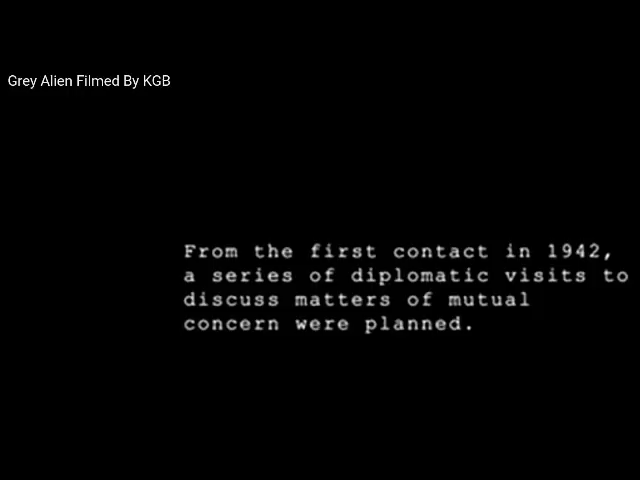 Grey Alien Filmed By KGB
From the first contact in 1942,
a series of diplomatic visits to
discuss matters of mutual
concern were planned.